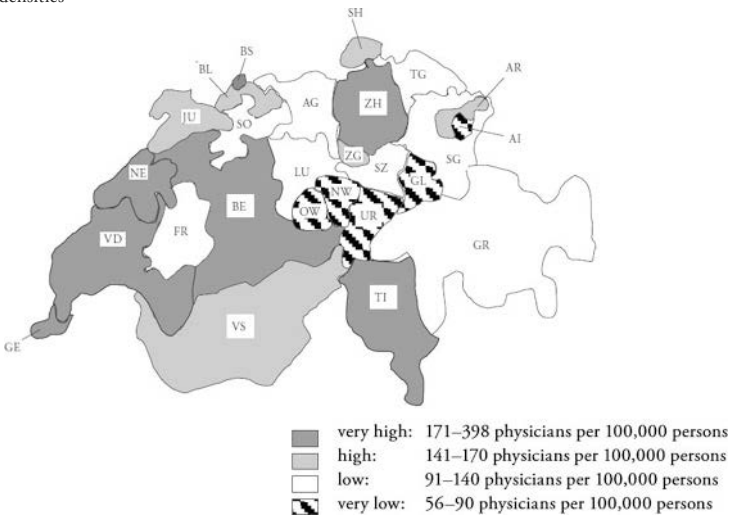 densities
SH
BS
BL
AR
TG
JU
SO
AG
ZH
AI
ZG
SG
NE
LU
SZ
GL
NW
BE
OW
UR
FR
VD
GR
TI
VS
GE
very high: 171–398 physicians per 100,000 persons
high: 141–170 physicians per 100,000 persons
low: 91–140 physicians per 100,000 persons
very low: 56–90 physicians per 100,000 persons